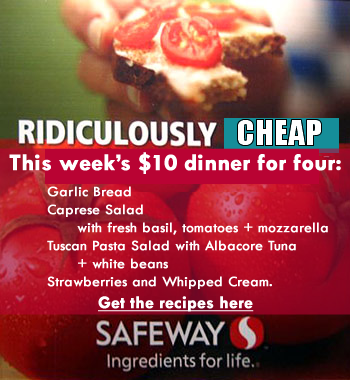 RIDICULOUSLY CHEAP
This week's $10 dinner for four:
Garlic Bread
Caprese Salad
with fresh basil, tomatoes + mozzarella
Tuscan Pasta Salad with Albacore Tuna
+ white beans
Strawberries and Whipped Cream.
Get the recipes here
SAFEWAY
Ingredients for life.